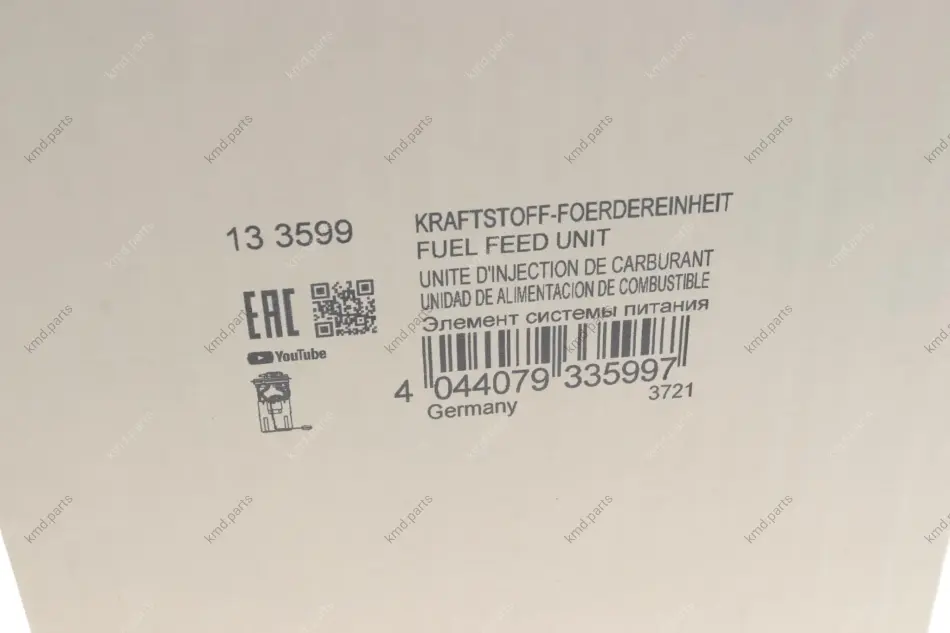 13 3599
EAC
YouTube
KRAFTSTOFF-FOERDEREINHEIT
FUEL FEED UNIT
UNITE D'INJECTION DE CARBURANT
UNIDAD DE ALIMENTACION DE COMBUSTIBLE
Элемент системы питания
4 044079 335997
Germany 3721
kmd.parts